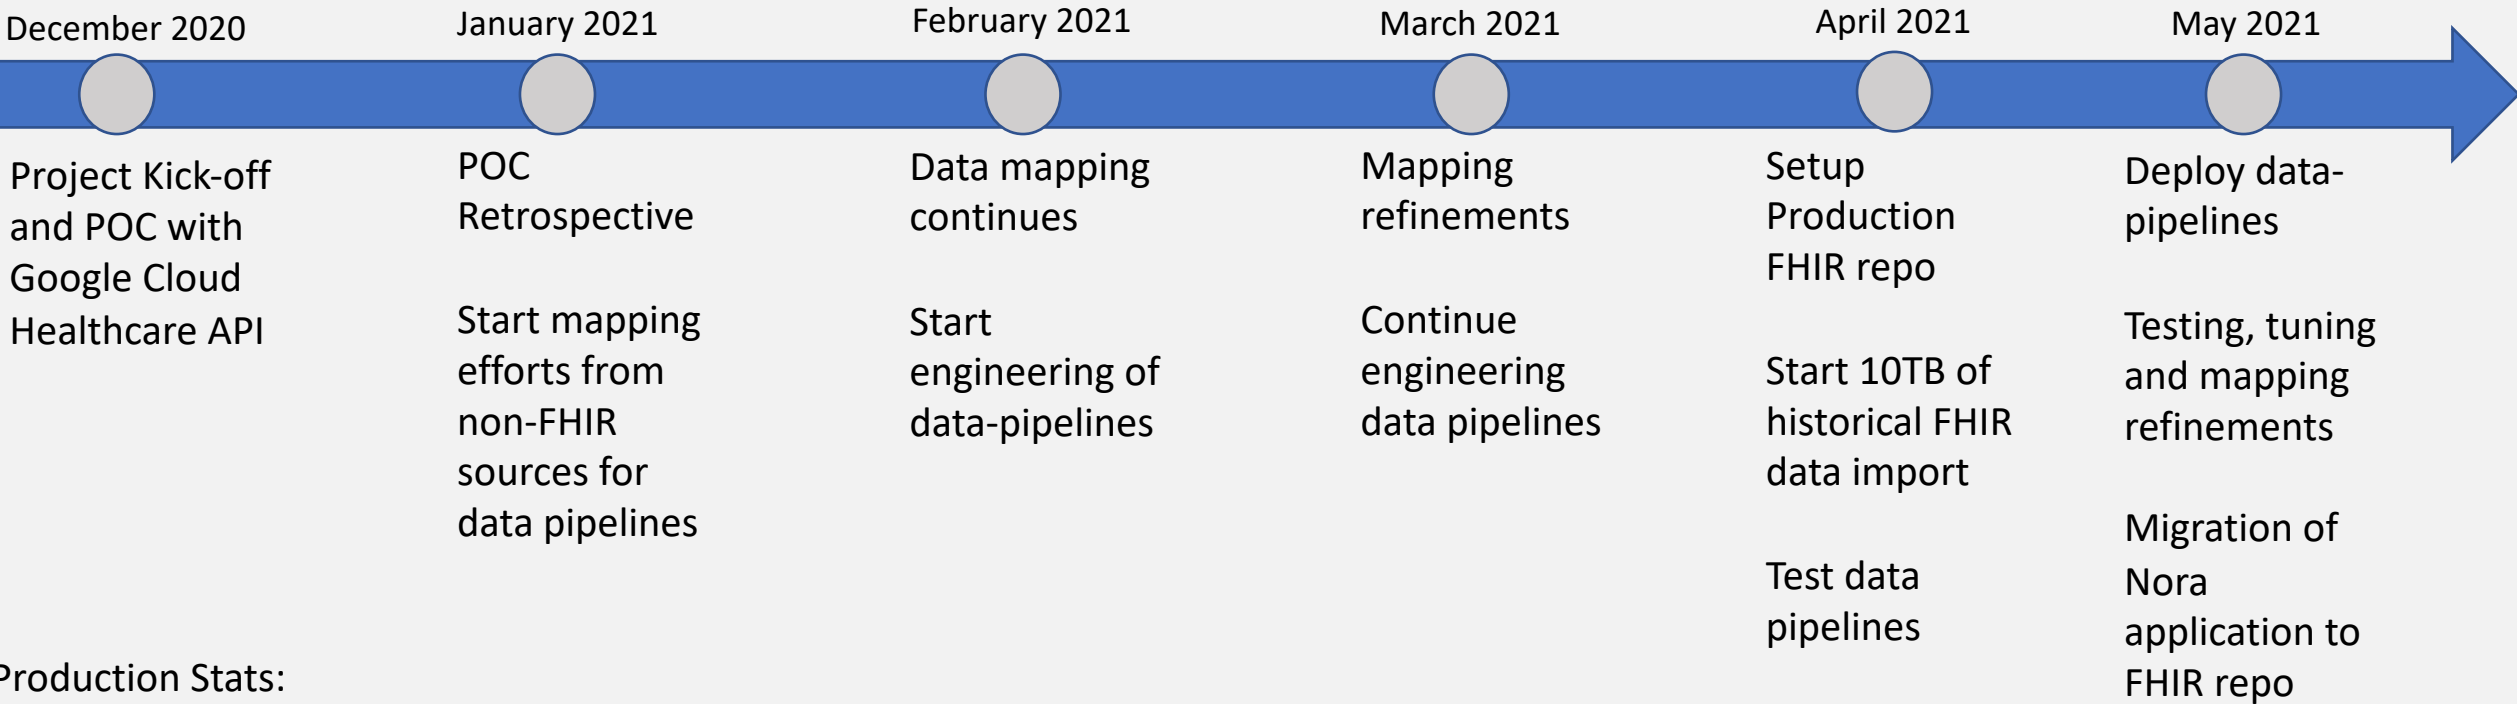 December 2020
January 2021
February 2021
March 2021
April 2021
May 2021
Project Kick-off
and POC with
Google Cloud
Healthcare API
POC
Retrospective
Start mapping
efforts from
non-FHIR
sources for
data pipelines
Data mapping
continues
Start
engineering of
data-pipelines
Mapping
refinements
Continue
engineering
data pipelines
Setup
Production
FHIR repo
Start 10TB of
historical FHIR
data import
Test data
pipelines
Deploy data-
pipelines
Testing, tuning
and mapping
refinements
Migration of
Nora
application to
FHIR repo
Production Stats: